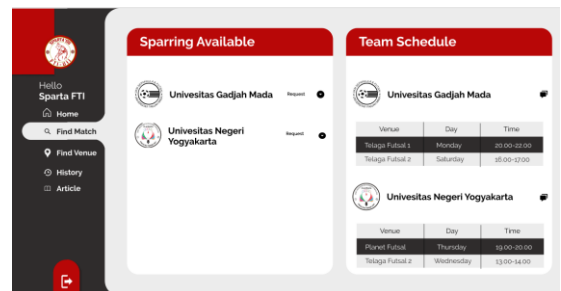 Hello
Sparta FTI
Home
Find Match
Find Venue
History
Article
Sparring Available
Univesitas Gadjah Mada Request
Univesitas Negeri
Yogyakarta
Request
Team Schedule
Univesitas Gadjah Mada
Venue Day Time
Telaga Futsal 1 Monday 20.00-22.00
Telaga Futsal 2 Saturday 16.00-17.00
Univesitas Negeri Yogyakarta
Venue Day Time
Planet Futsal Thursday 19.00-20.00
Telaga Futsal 2 Wednesday 13.00-14.00